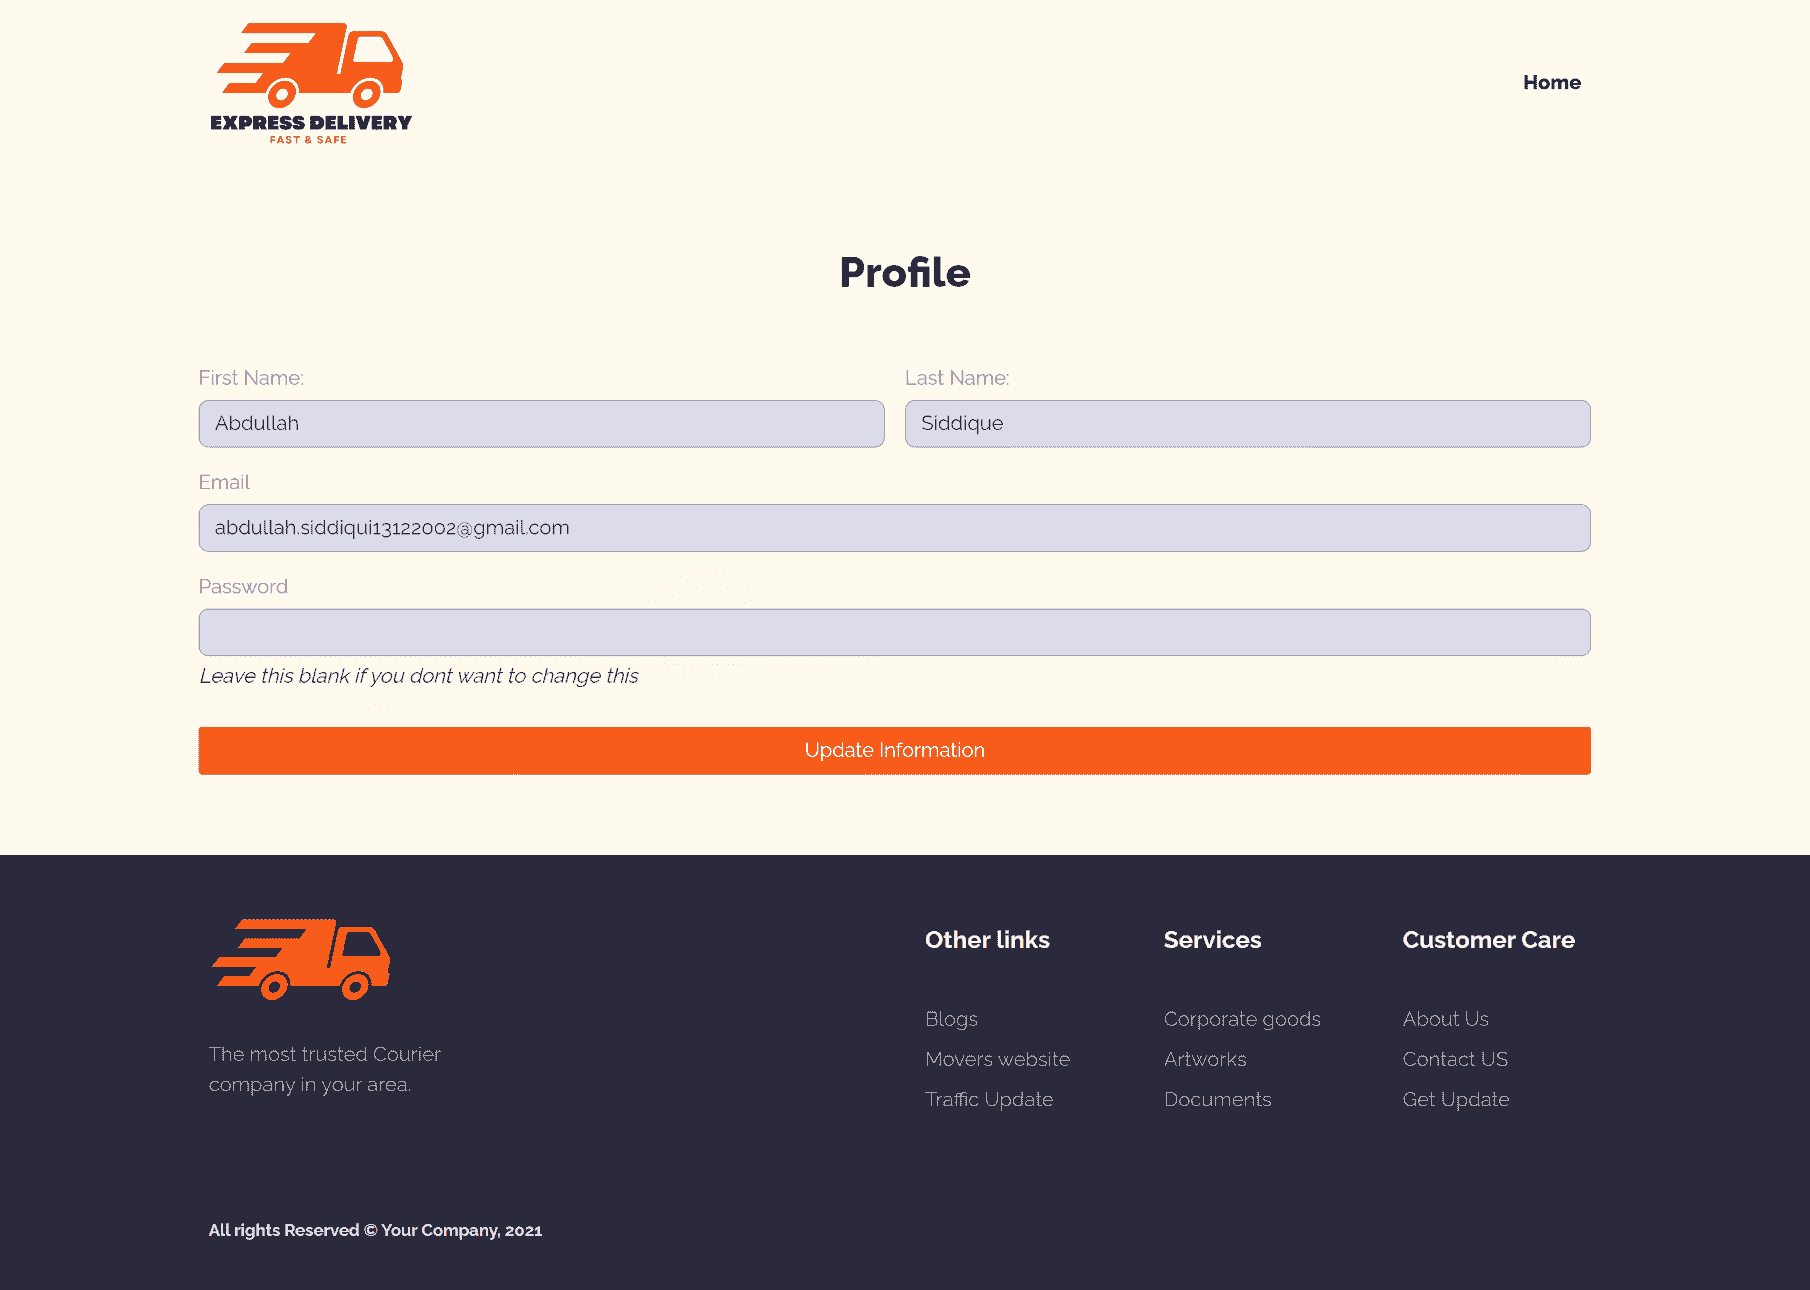 EXPRESS DELIVERY
FAST & SAFE
Home
Profile
First Name:
Last Name:
Abdullah
Siddique
Email
abdullah.siddiqui13122002@gmail.com
Password
Leave this blank if you dont want to change this
Update Information
The most trusted Courier
company in your area.
Other links
Blogs
Movers website
Traffic Update
Services
Corporate goods
Artworks
Documents
Customer Care
About Us
Contact US
Get Update
All rights Reserved © Your Company, 2021